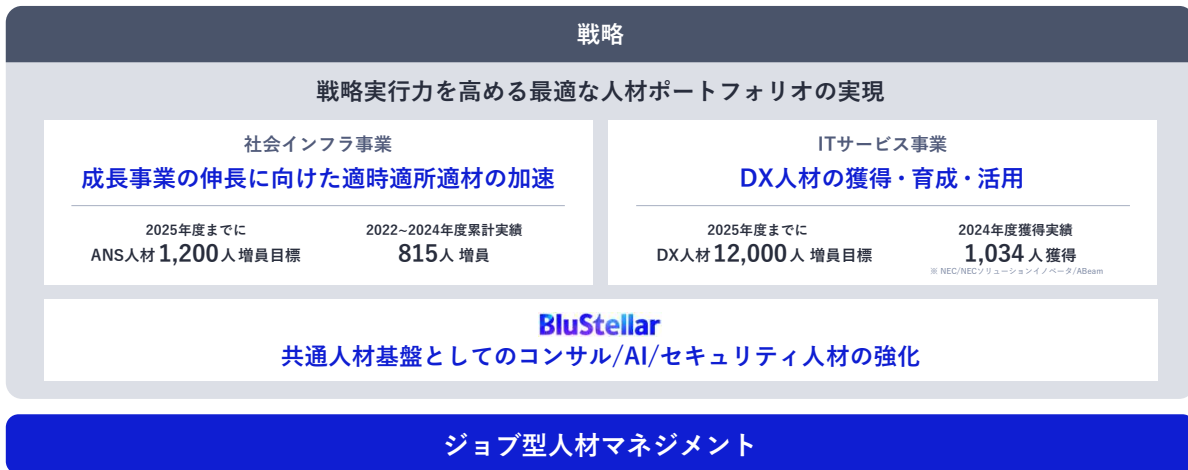 戦略
戦略実行力を高める最適な人材ポートフォリオの実現
社会インフラ事業
成長事業の伸長に向けた適時適所適材の加速
2025年度までに
ANS人材1,200人増員目標
2022~2024年度累計実績
815人 増員
ITサービス事業
DX人材の獲得・育成・活用
2025年度までに
DX人材12,000人 増員目標
2024年度獲得実績
1,034人獲得
※ NEC/NECソリューションイノベータ/ABeam
BluStellar
共通人材基盤としてのコンサル/AI/セキュリティ人材の強化
ジョブ型人材マネジメント